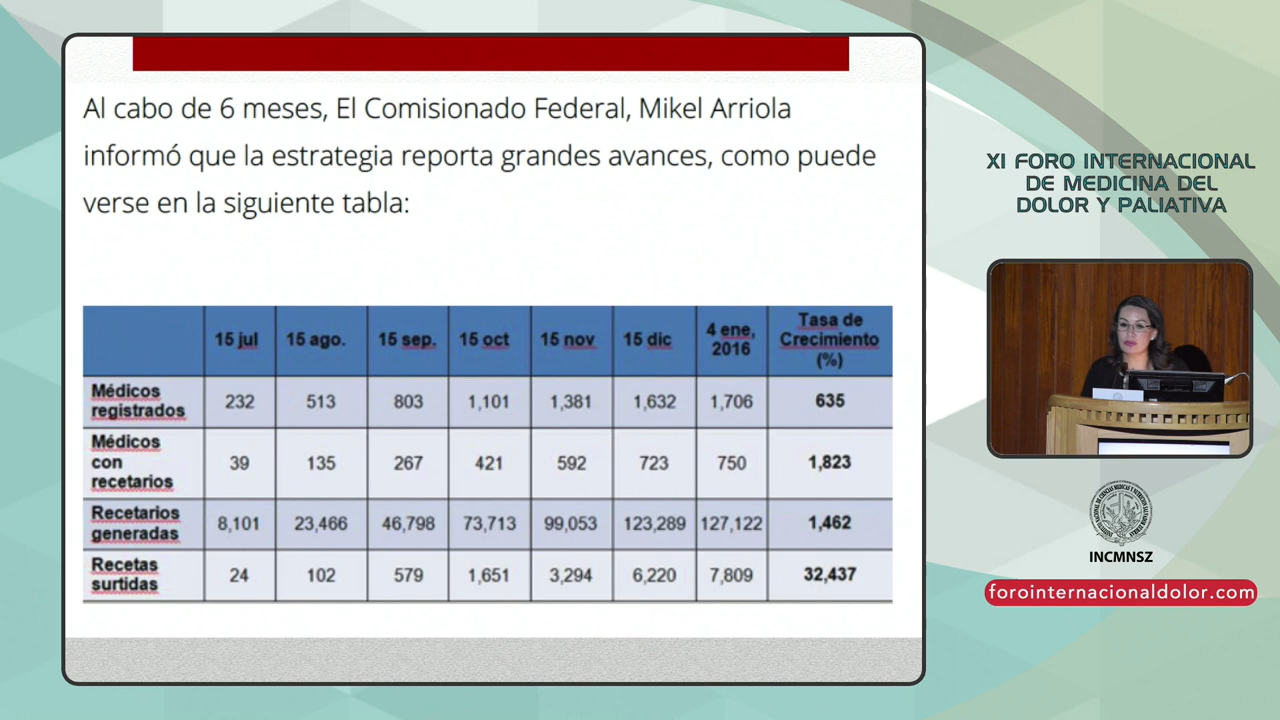 Al cabo de 6 meses, El Comisionado Federal, Mikel Arriola
informó que la estrategia reporta grandes avances, como puede
verse en la siguiente tabla:
15 jul 15 ago. 15 sep. 15 oct 15 nov 15 dic 4 ene, 2016 Tasa de Crecimiento (%)
Médicos registrados 232 513 803 1,101 1,381 1,632 1,706 635
Médicos con recetarios 39 135 267 421 592 723 750 1,823
Recetarios generadas 8,101 23,466 46,798 73,713 99,053 123,289 127,122 1,462
Recetas surtidas 24 102 579 1,651 3,294 6,220 7,809 32,437
XI FORO INTERNACIONAL
DE MEDICINA DEL
DOLOR Y PALIATIVA
INCMNSZ
forointernacionaldolor.com